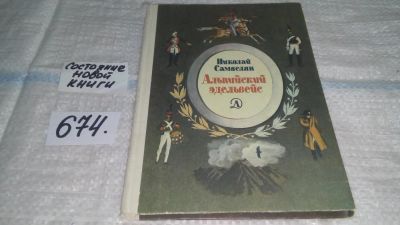 СОСТОЯНИЕ
НОВОЙ
КНИГИ
674.
Николай
Самвелян
Альпийский
эдельвейс
Д